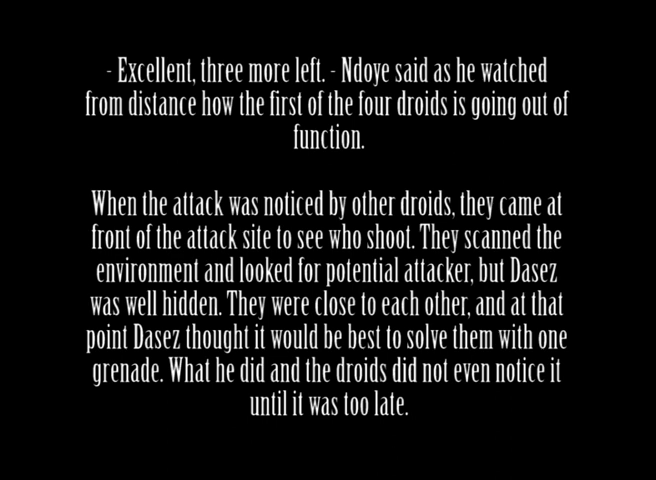 - Excellent, three more left. - Ndoye said as he watched
from distance how the first of the four droids is going out of
function.
When the attack was noticed by other droids, they came at
front of the attack site to see who shoot. They scanned the
environment and looked for potential attacker, but Dasez
was well hidden. They were close to each other, and at that
point Dasez thought it would be best to solve them with one
grenade. What he did and the droids did not even notice it
until it was too late.